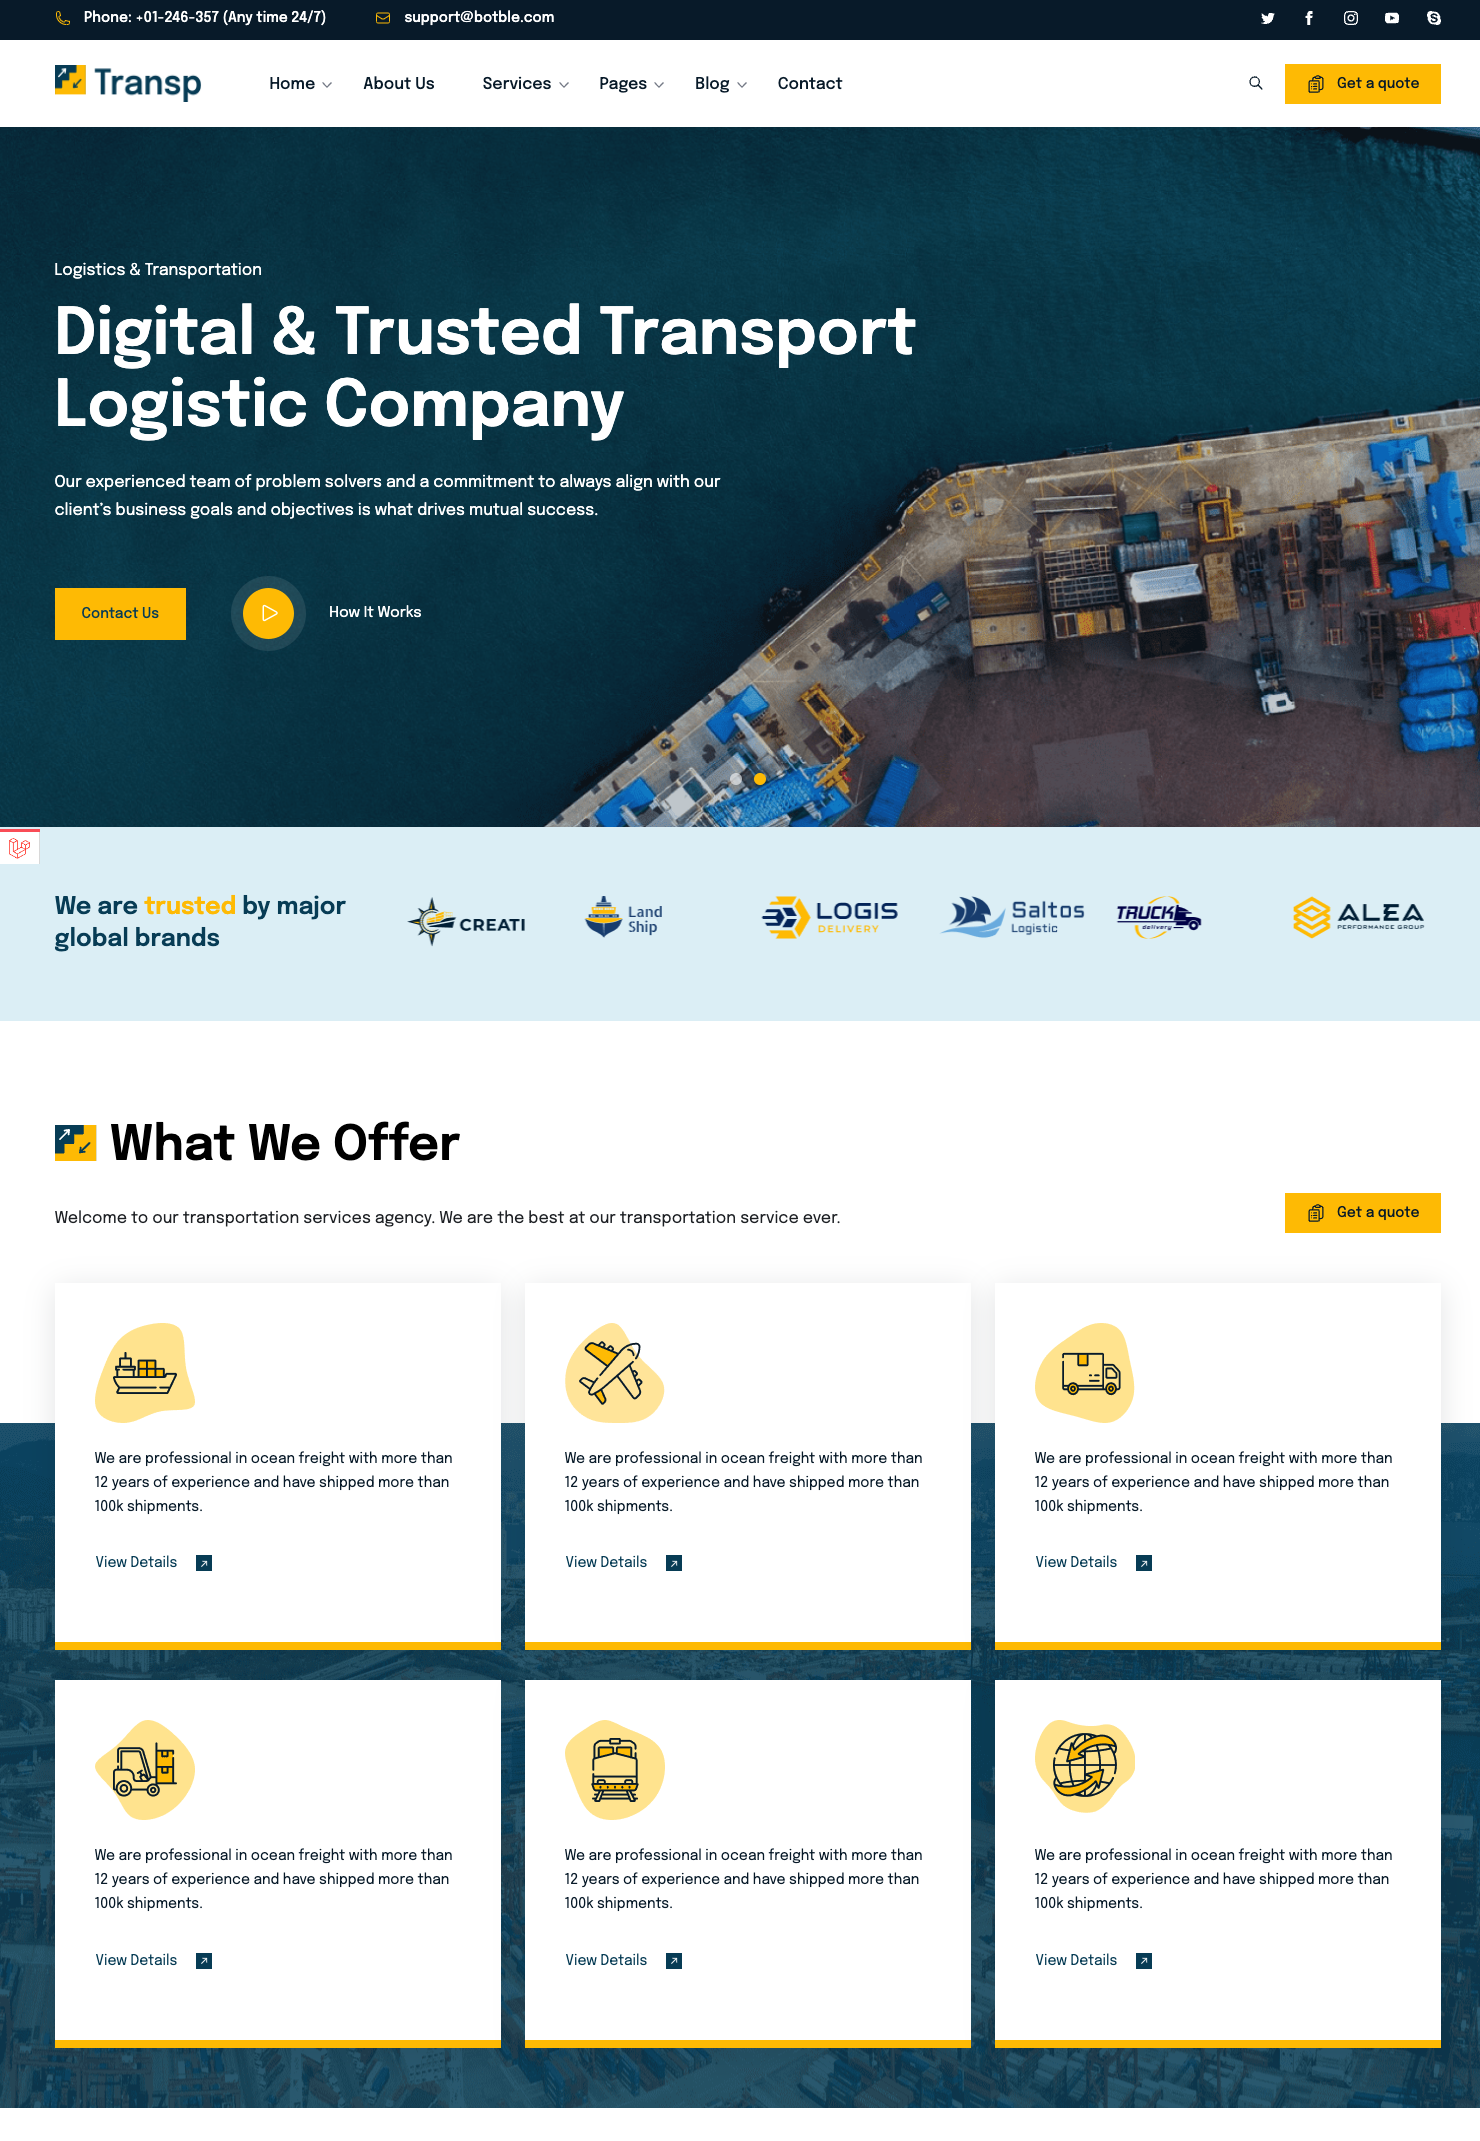 Phone: +01-246-357 (Any time 24/7)
support@botble.com
Transp
Home
About Us
Services
Pages
Blog
Contact
Get a quote
Logistics & Transportation
Digital & Trusted Transport
Logistic Company
Our experienced team of problem solvers and a commitment to always align with our
client's business goals and objectives is what drives mutual success.
Contact Us
How It Works
We are trusted by major
global brands
CREATI
Land
Ship
LOGIS
DELIVERY
Saltos
Logistic
TRUCK
delivery
ALEA
PERFORMANCE GROUP
What We Offer
Welcome to our transportation services agency. We are the best at our transportation service ever.
Get a quote
We are professional in ocean freight with more than
12 years of experience and have shipped more than
100k shipments.
View Details
We are professional in ocean freight with more than
12 years of experience and have shipped more than
100k shipments.
View Details
We are professional in ocean freight with more than
12 years of experience and have shipped more than
100k shipments.
View Details
We are professional in ocean freight with more than
12 years of experience and have shipped more than
100k shipments.
View Details
We are professional in ocean freight with more than
12 years of experience and have shipped more than
100k shipments.
View Details
We are professional in ocean freight with more than
12 years of experience and have shipped more than
100k shipments.
View Details